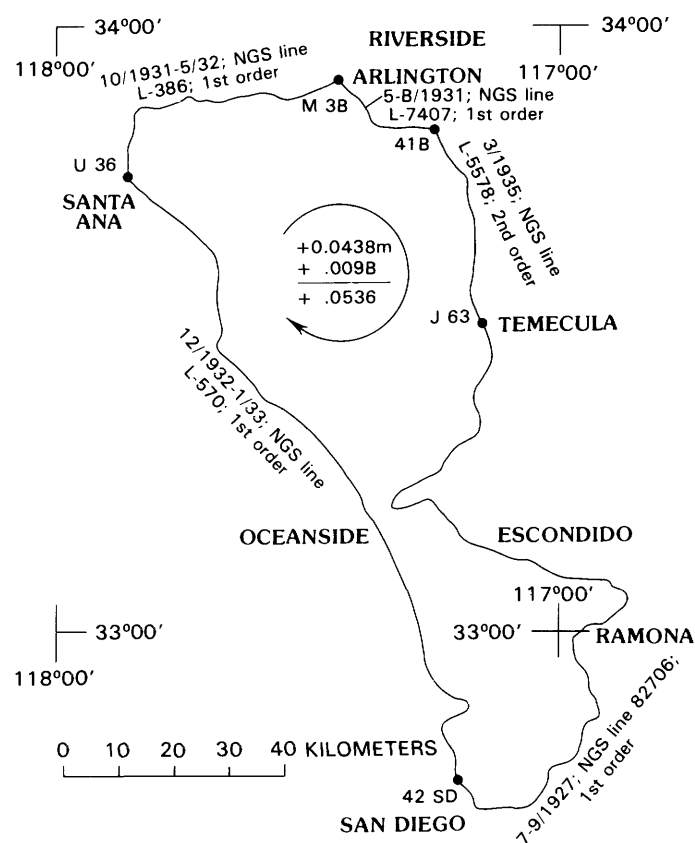 34°00′
34°00′
118°00′
RIVERSIDE
117°00′
10/1931-5/32; NGS line
L-386; 1st order
ARLINGTON
M 3B
5-B/1931; NGS line
L-7407; 1st order
41B
3/1935; NGS line
L-5578; 2nd order
U 36
SANTA
ANA
+0.0438m
+ .009B
+ .0536
J 63
TEMECULA
12/1932-1/33; NGS line
L-570; 1st order
OCEANSIDE
ESCONDIDO
117°00′
33°00′
33°00′
RAMONA
118°00′
7-9/1927; NGS line 82706;
1st order
0 10 20 30 40 KILOMETERS
42 SD
SAN DIEGO